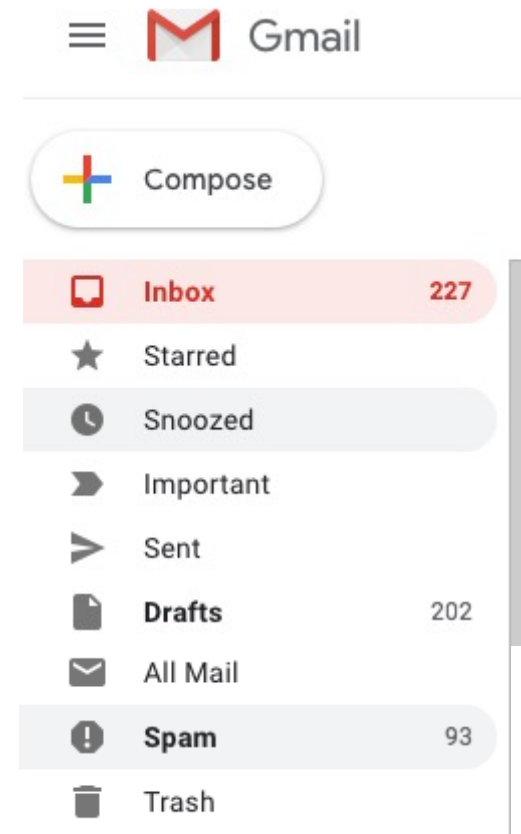 Gmail
Compose
Inbox 227
Starred
Snoozed
Important
Sent
Drafts 202
All Mail
Spam 93
Trash